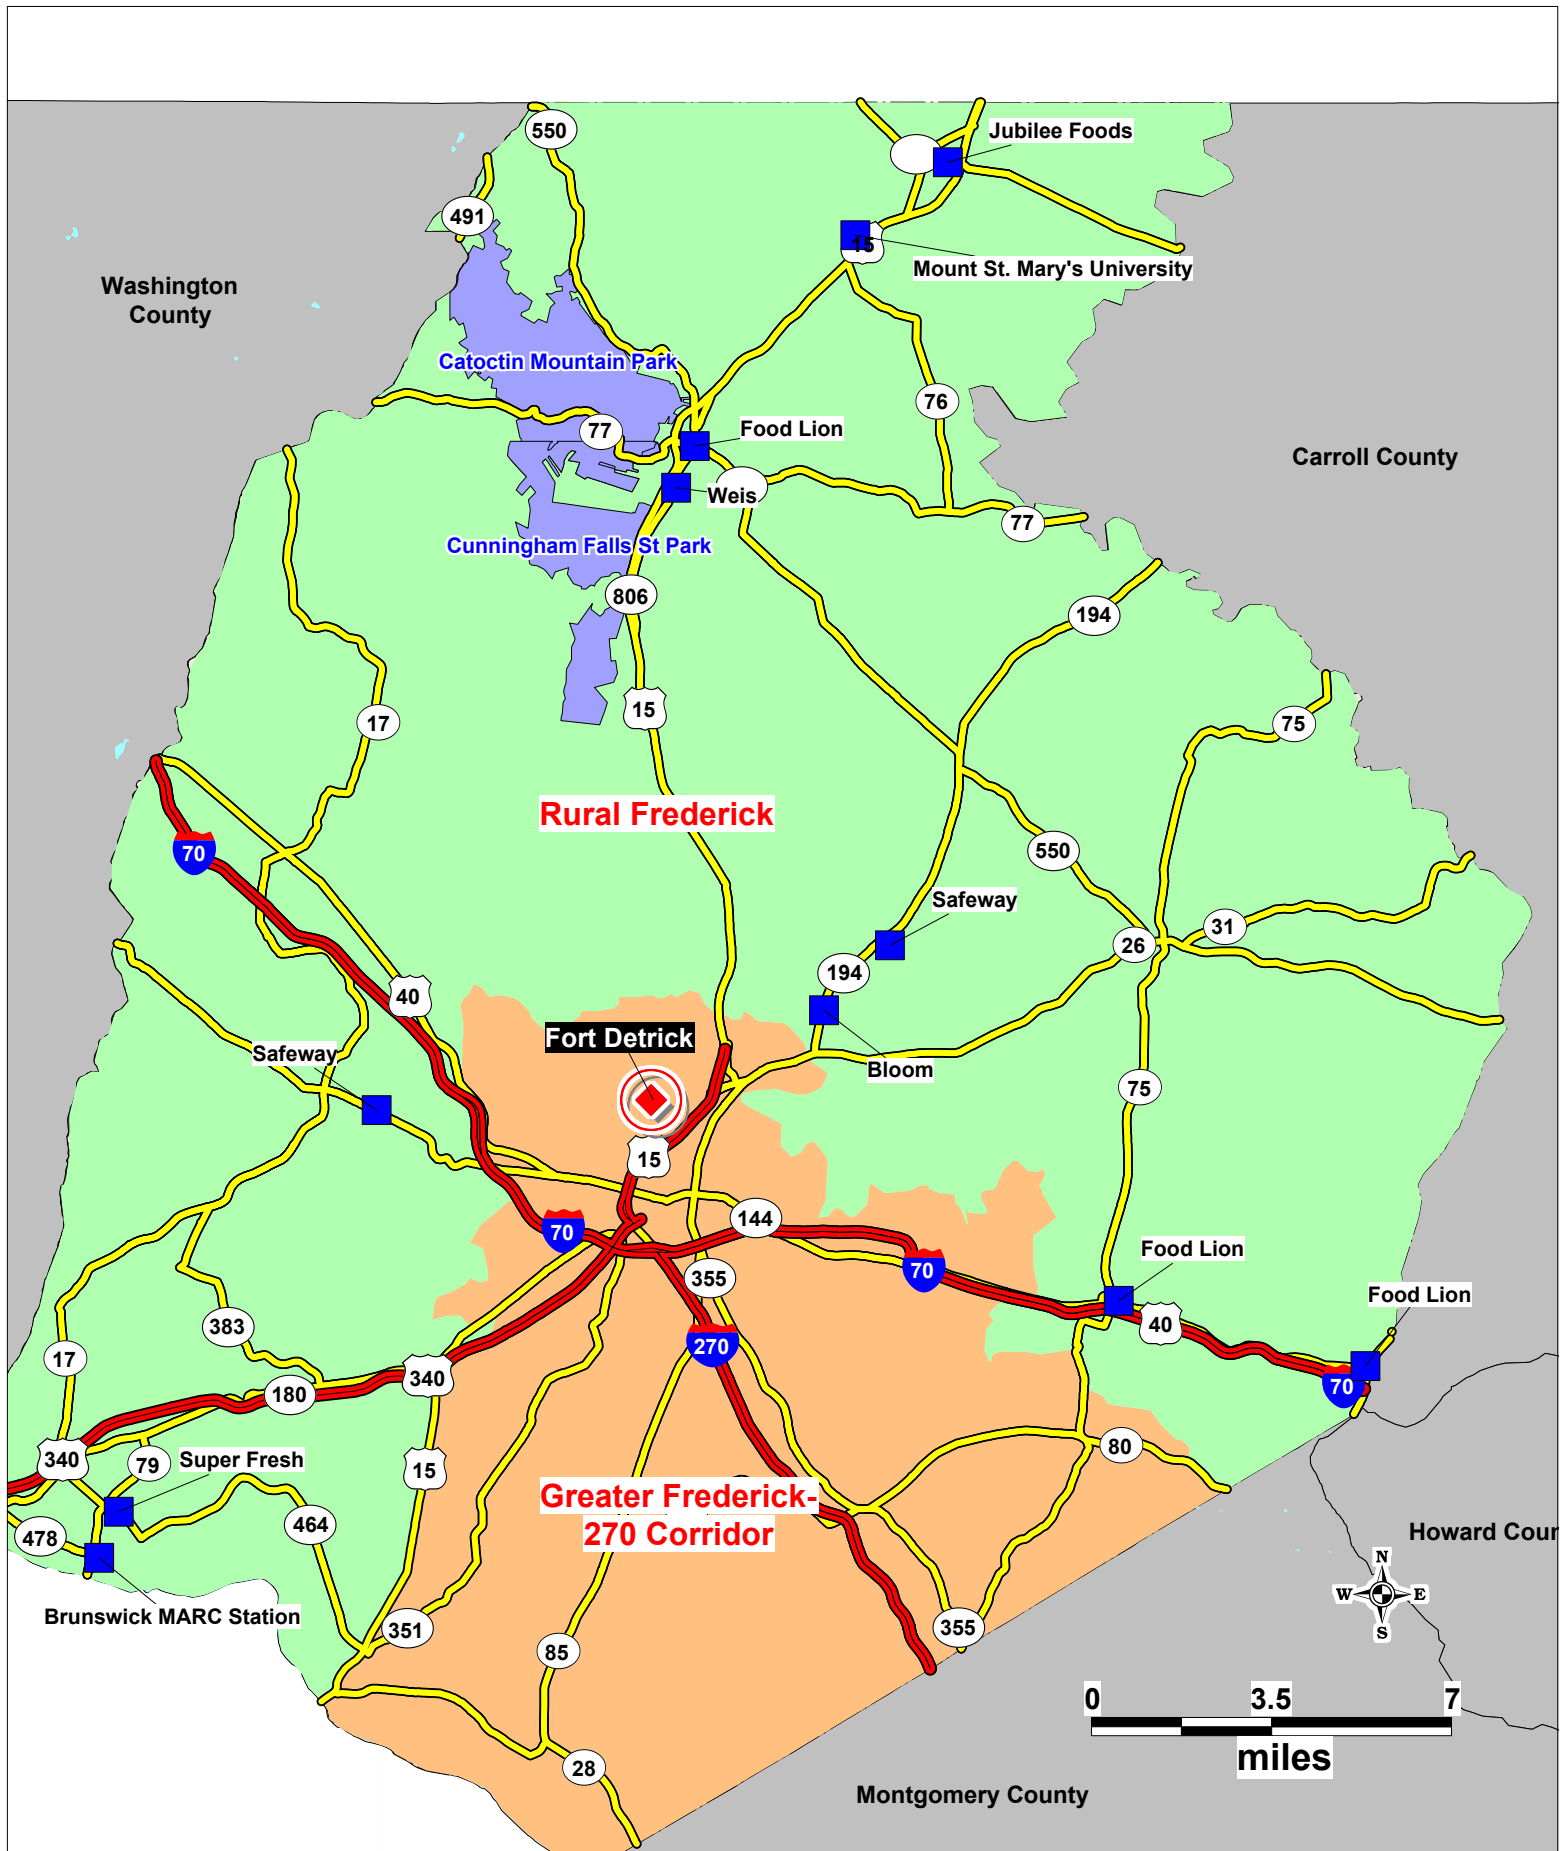 550
Jubilee Foods
491
15
Mount St. Mary's University
Washington
County
Catoctin Mountain Park
76
77
Food Lion
Carroll County
Weis
77
Cunningham Falls St Park
806
194
15
17
75
Rural Frederick
70
550
Safeway
31
26
194
40
Fort Detrick
Safeway
Bloom
75
15
144
70
Food Lion
70
355
Food Lion
383
40
270
17
340
70
180
80
340
79
Super Fresh
15
Greater Frederick-
270 Corridor
464
478
Howard Coun
N
W
E
S
Brunswick MARC Station
351
355
85
0
3.5
7
miles
28
Montgomery County